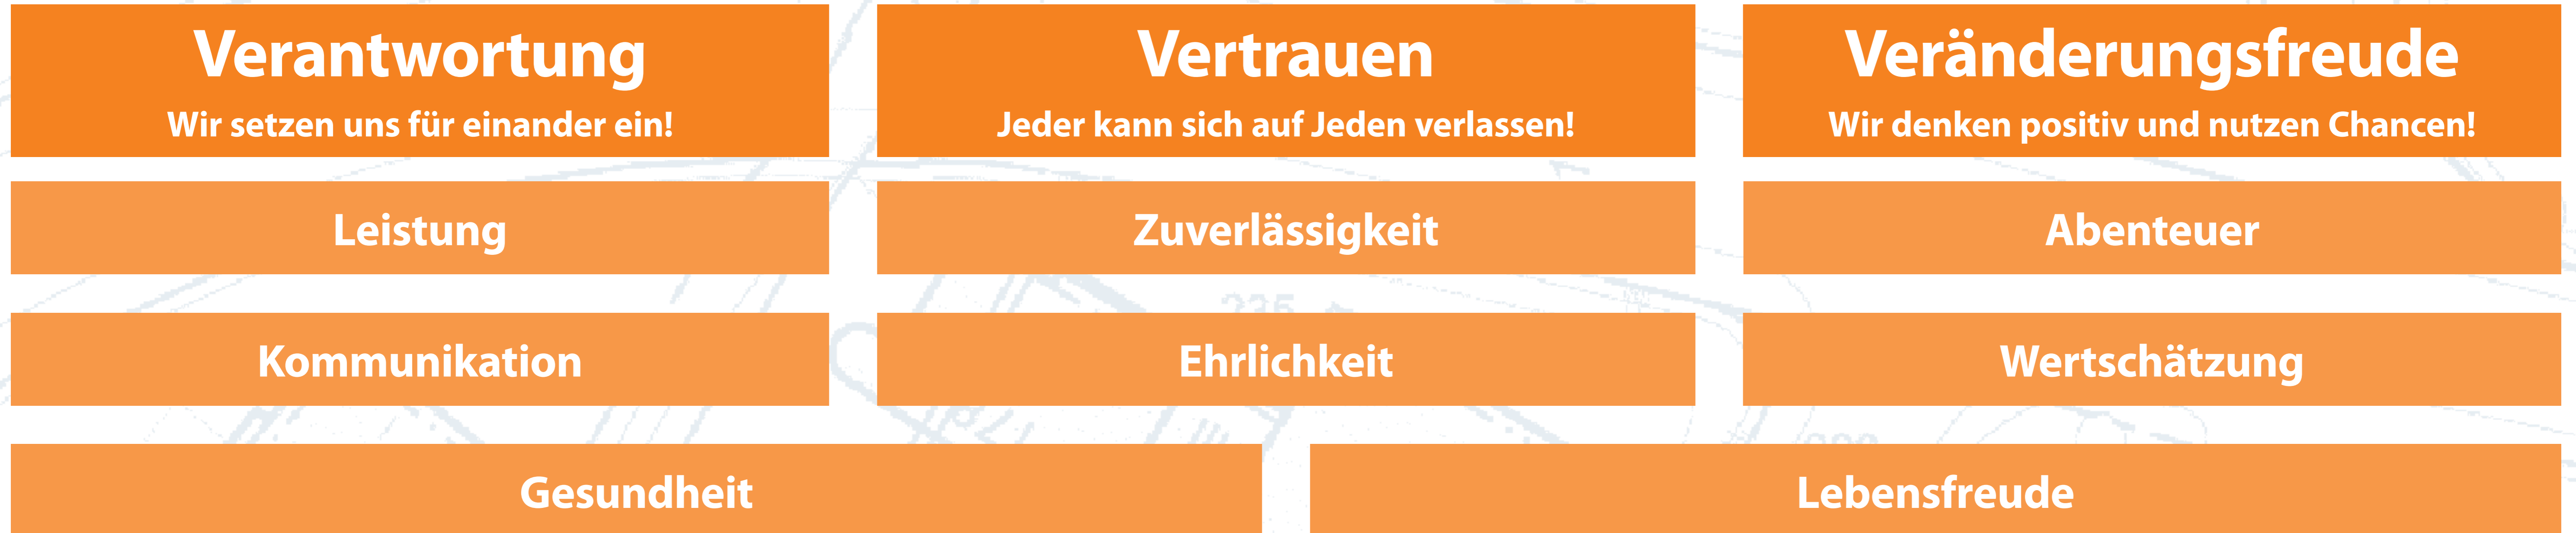 Verantwortung
Wir setzen uns für einander ein!
Vertrauen
Jeder kann sich auf Jeden verlassen!
Veränderungsfreude
Wir denken positiv und nutzen Chancen!
Leistung
Zuverlässigkeit
Abenteuer
Kommunikation
Ehrlichkeit
Wertschätzung
Gesundheit
Lebensfreude